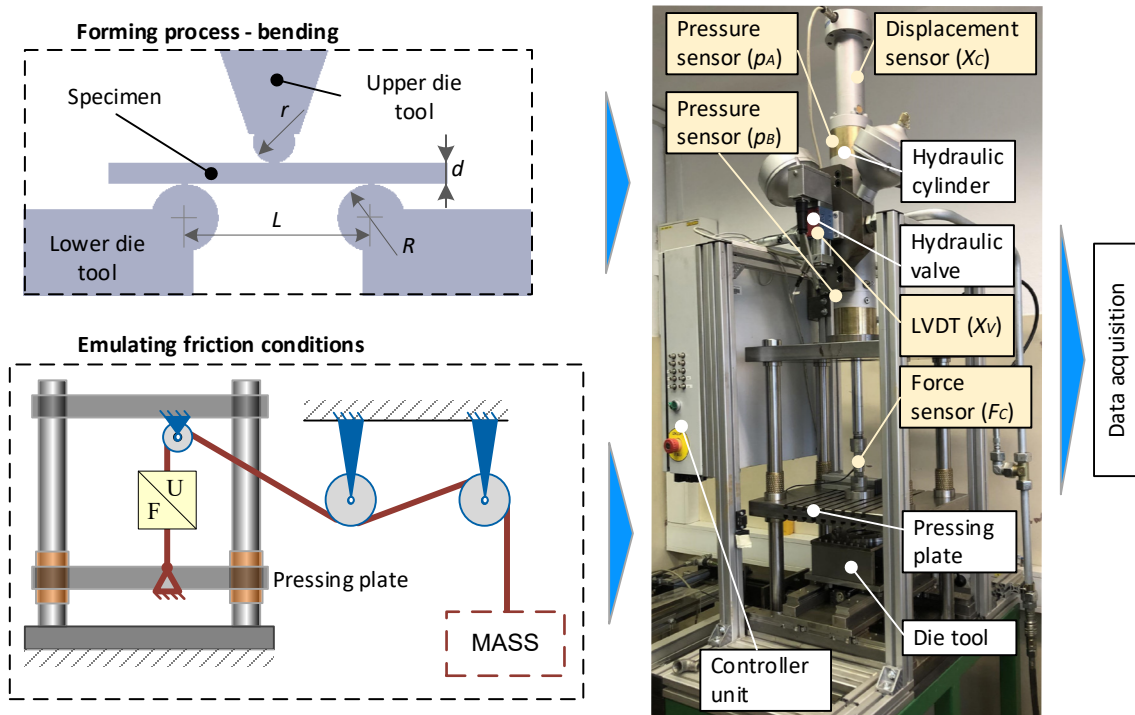 Forming process - bending
Specimen
Upper die
tool
r
d
L
R
Lower die
tool
Emulating friction conditions
U
F
Pressing plate
MASS
Pressure
sensor (pA)
Displacement
sensor (XC)
Pressure
sensor (pB)
Hydraulic
cylinder
Hydraulic
valve
LVDT (XV)
Force
sensor (FC)
Pressing
plate
Die tool
Controller
unit
Data acquisition